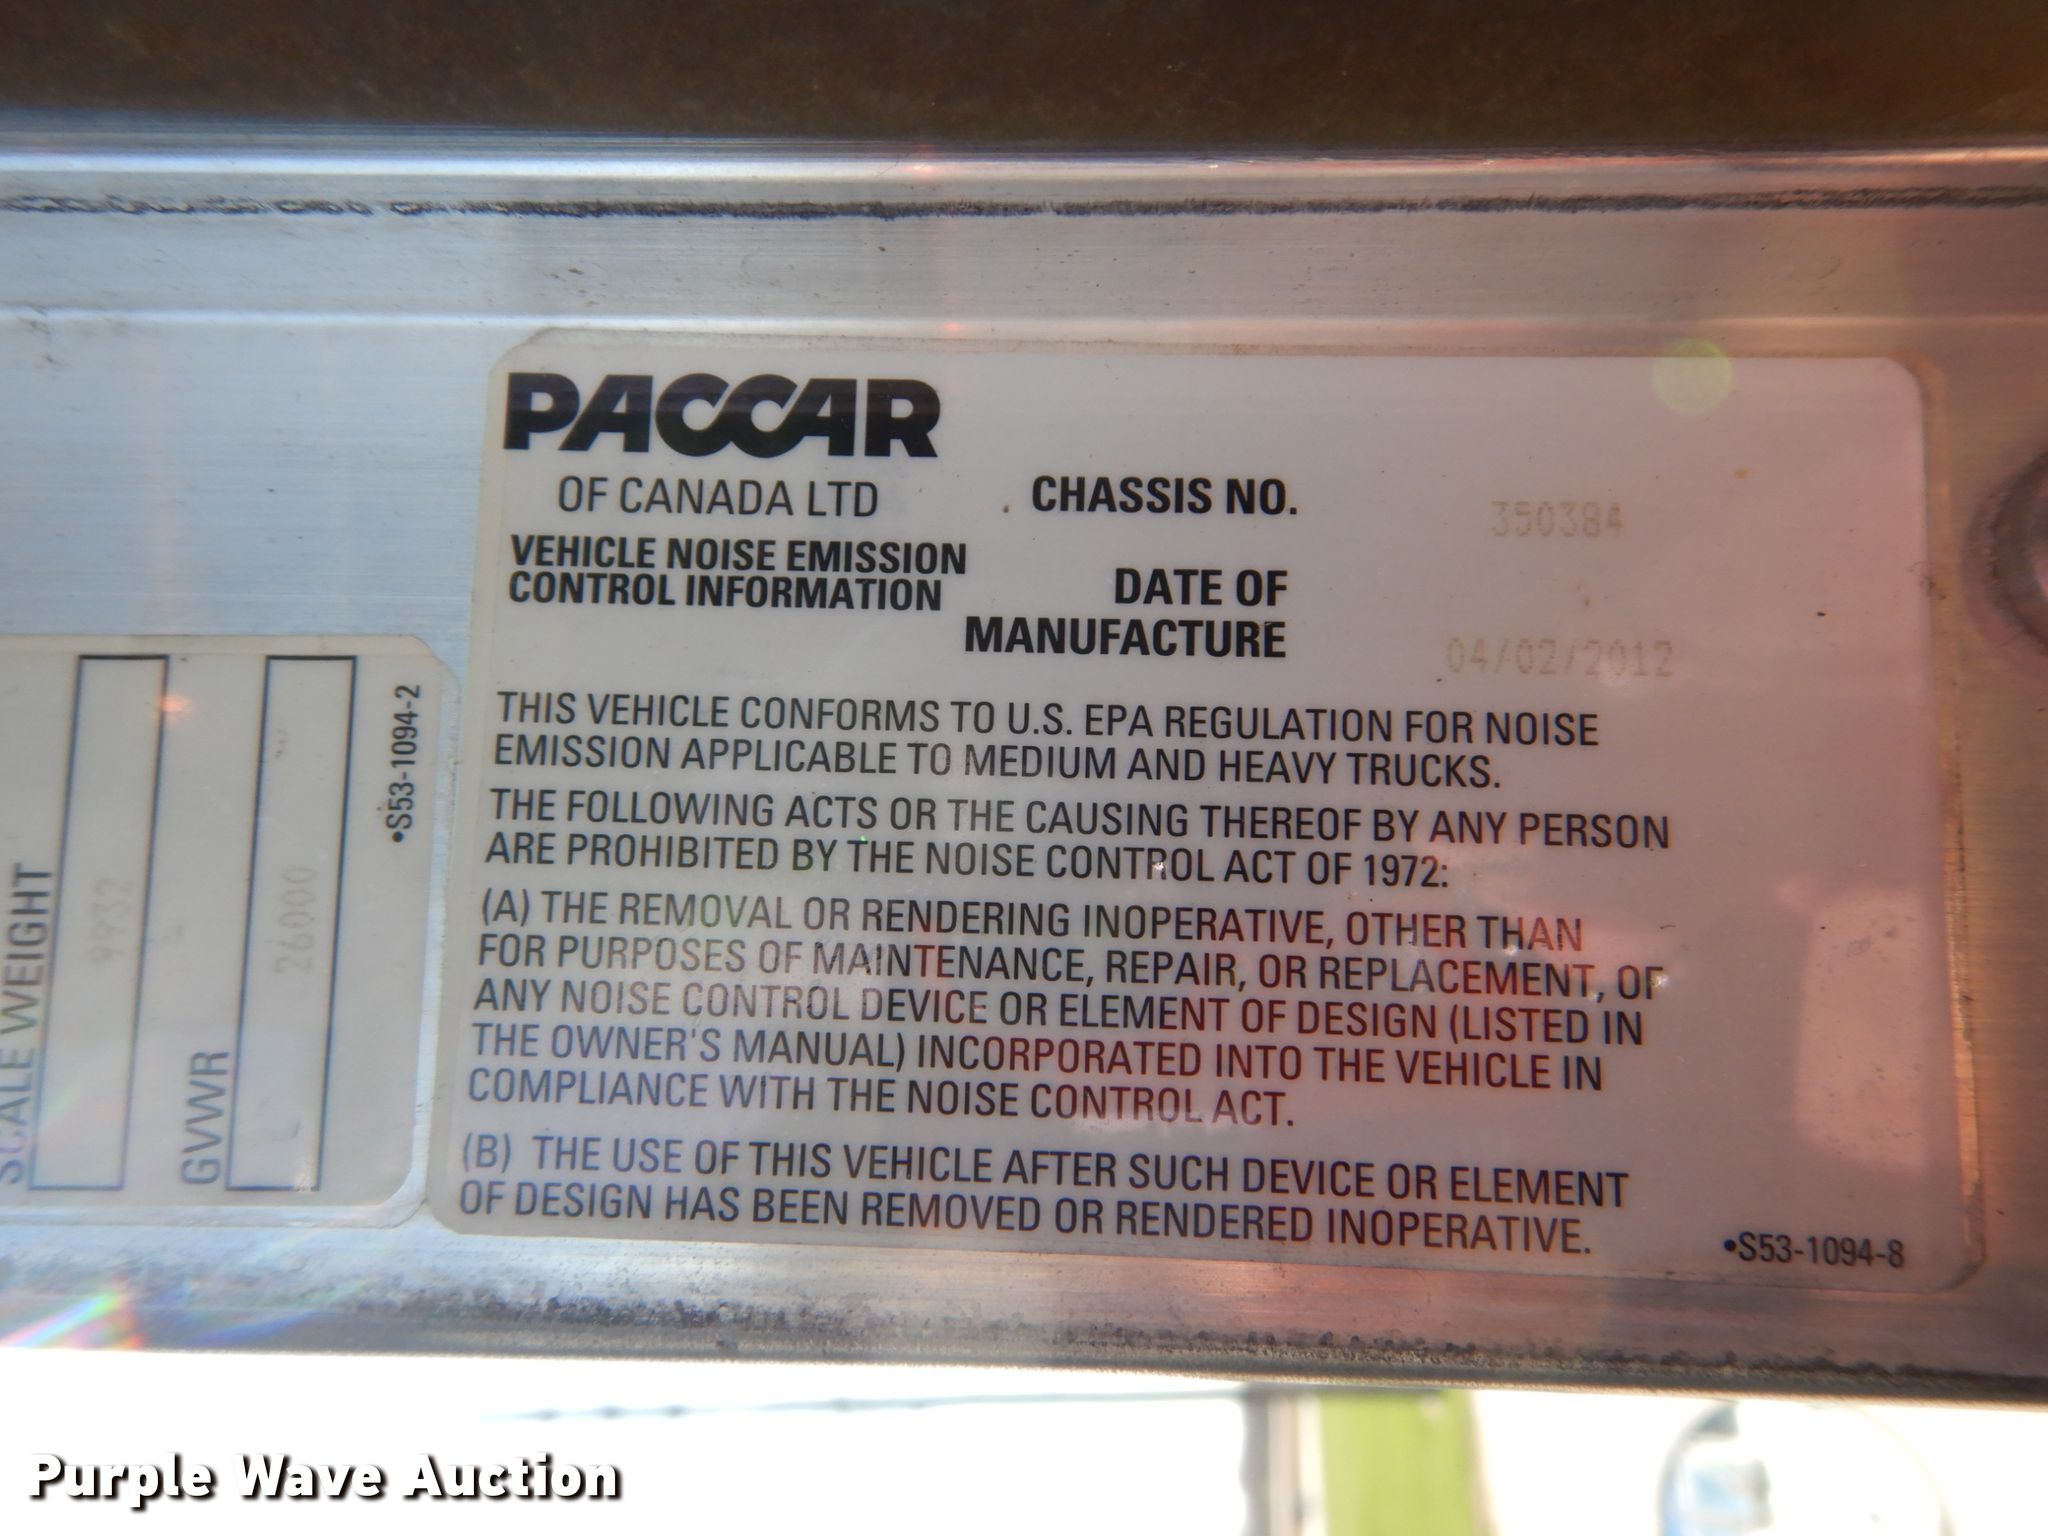 PACCAR
OF CANADA LTD
CHASSIS NO. 350384
VEHICLE NOISE EMISSION
CONTROL INFORMATION
DATE OF
MANUFACTURE 04/02/2012
THIS VEHICLE CONFORMS TO U.S. EPA REGULATION FOR NOISE
EMISSION APPLICABLE TO MEDIUM AND HEAVY TRUCKS.
THE FOLLOWING ACTS OR THE CAUSING THEREOF BY ANY PERSON
ARE PROHIBITED BY THE NOISE CONTROL ACT OF 1972:
(A) THE REMOVAL OR RENDERING INOPERATIVE, OTHER THAN
FOR PURPOSES OF MAINTENANCE, REPAIR, OR REPLACEMENT, OF
ANY NOISE CONTROL DEVICE OR ELEMENT OF DESIGN (LISTED IN
THE OWNER'S MANUAL) INCORPORATED INTO THE VEHICLE IN
COMPLIANCE WITH THE NOISE CONTROL ACT.
(B) THE USE OF THIS VEHICLE AFTER SUCH DEVICE OR ELEMENT
OF DESIGN HAS BEEN REMOVED OR RENDERED INOPERATIVE.
•S53-1094-8
SCALE WEIGHT
9932
GVWR
26000
•S53-1094-2
Purple Wave Auction